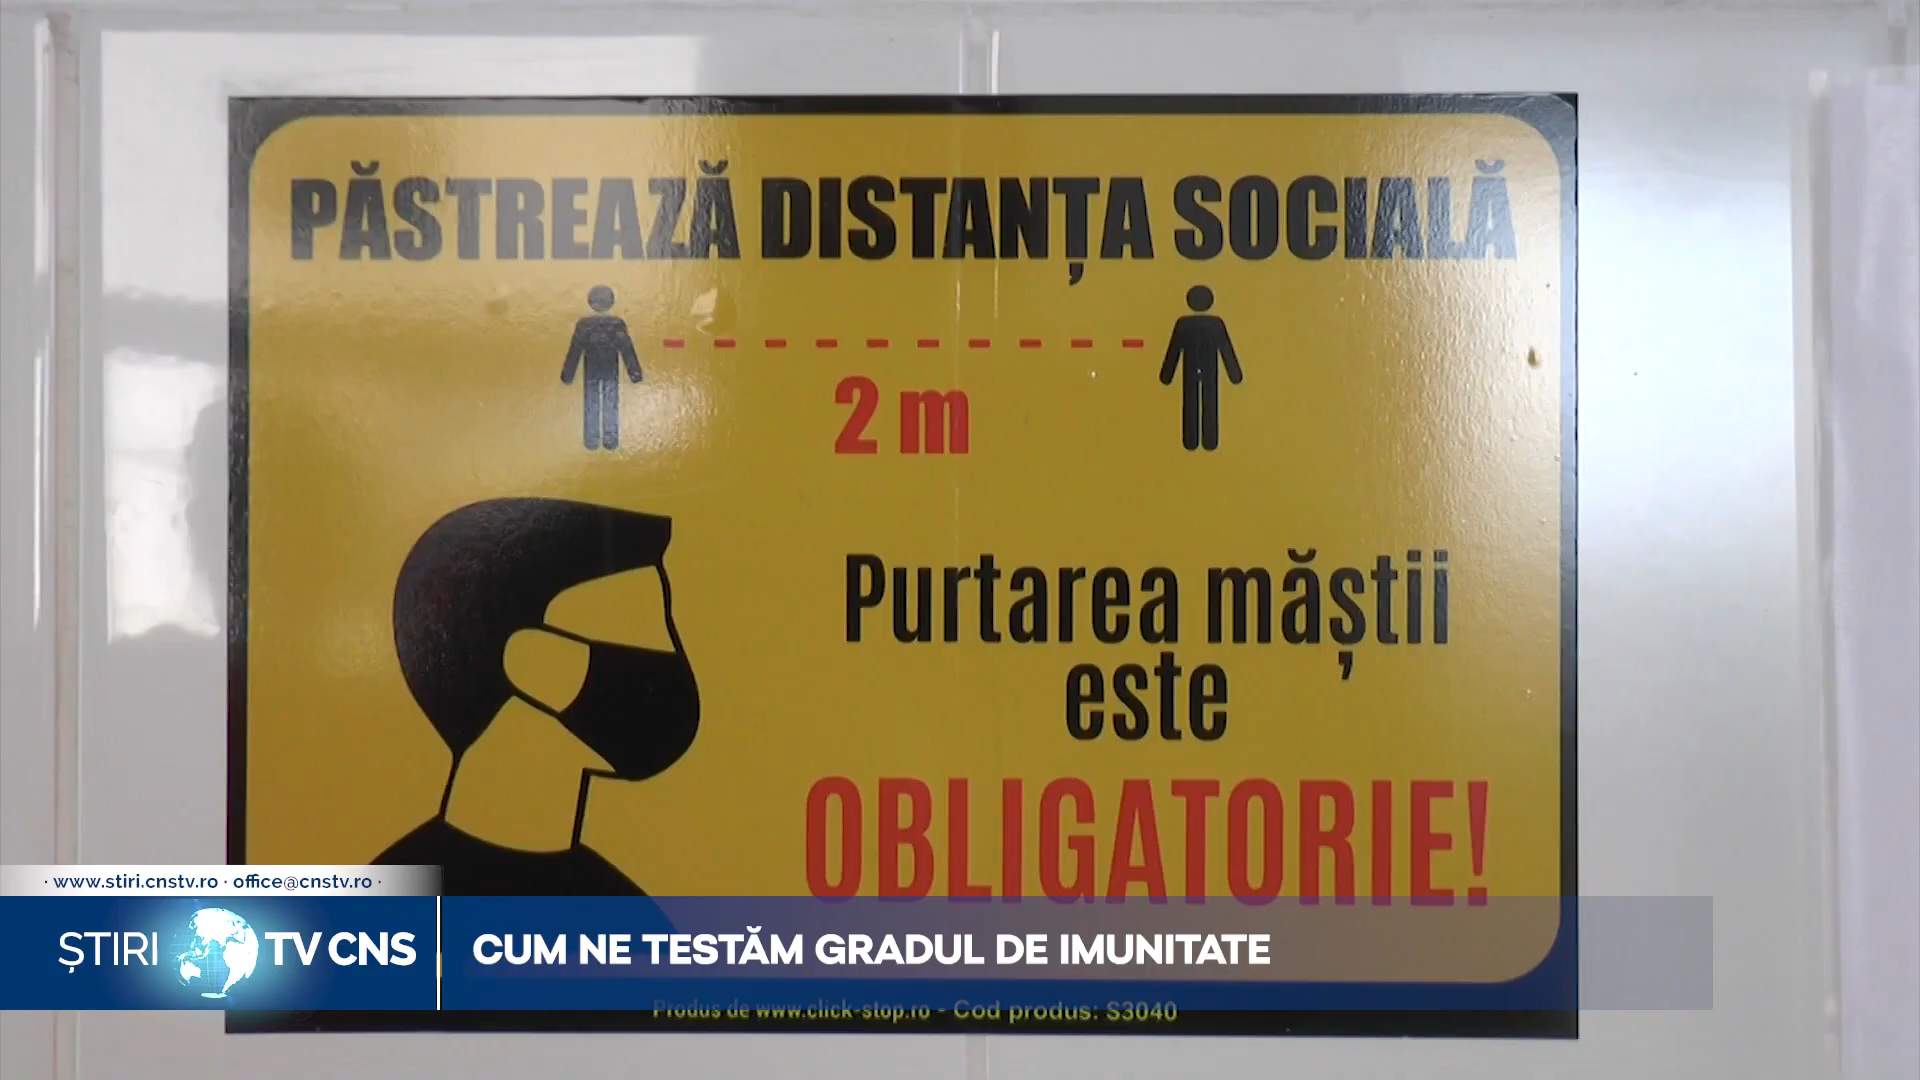 PĂSTREAZĂ DISTANȚA SOCIALĂ
2 m
Purtarea măștii
este
OBLIGATORIE!
· www.stiri.cnstv.ro · office@cnstv.ro ·
ȘTIRI TV CNS
CUM NE TESTĂM GRADUL DE IMUNITATE
Produs de www.click-stop.ro - Cod produs: S3040